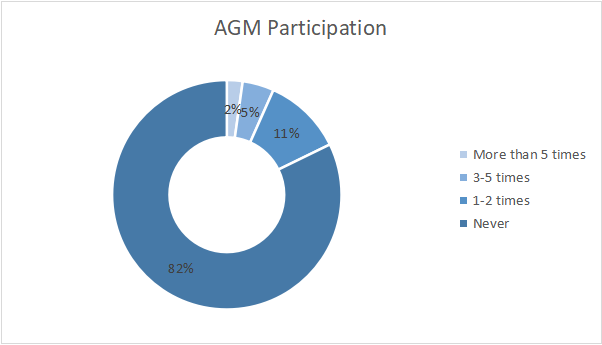 AGM Participation
2%
5%
11%
82%
More than 5 times
3-5 times
1-2 times
Never